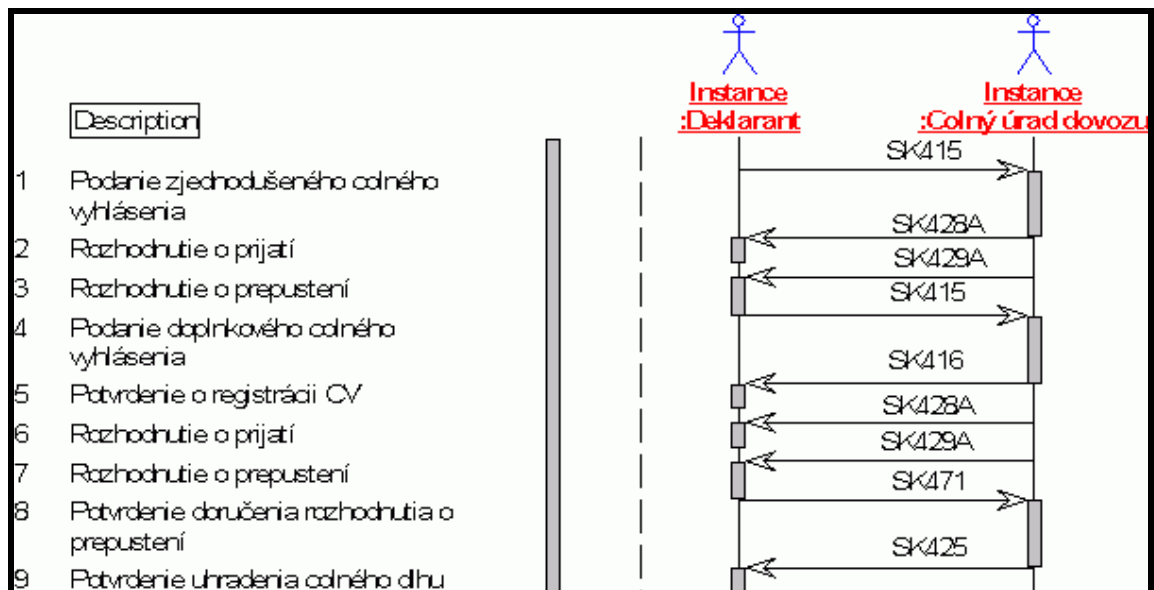 Instance
:Deklarant
Instance
:Colný úrad dovozu
Description
SK415
1 Podanie zjednodušeného colného
vyhlásenia
SK428A
2 Rozhodnutie o prijatí
SK429A
3 Rozhodnutie o prepustení
SK415
4 Podanie doplnkového colného
vyhlásenia
SK416
5 Potvrdenie o registrácii CV
SK428A
6 Rozhodnutie o prijatí
SK429A
7 Rozhodnutie o prepustení
SK471
8 Potvrdenie doručenia rozhodnutia o
prepustení
SK425
9 Potvrdenie uhradenia colného dlhu